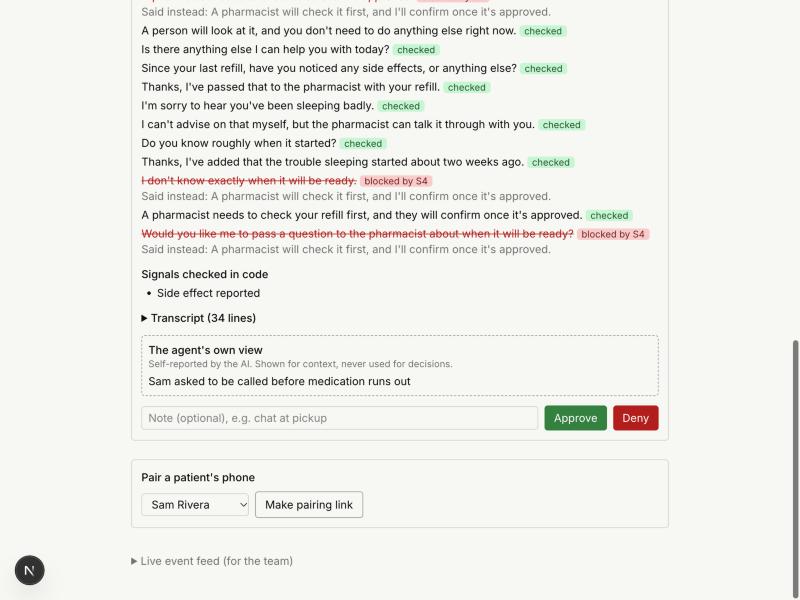 Said instead: A pharmacist will check it first, and I'll confirm once it's approved.
A person will look at it, and you don't need to do anything else right now. checked
Is there anything else I can help you with today? checked
Since your last refill, have you noticed any side effects, or anything else? checked
Thanks, I've passed that to the pharmacist with your refill. checked
I'm sorry to hear you've been sleeping badly. checked
I can't advise on that myself, but the pharmacist can talk it through with you. checked
Do you know roughly when it started? checked
Thanks, I've added that the trouble sleeping started about two weeks ago. checked
I don't know exactly when it will be ready. blocked by S4
Said instead: A pharmacist will check it first, and I'll confirm once it's approved.
A pharmacist needs to check your refill first, and they will confirm once it's approved. checked
Would you like me to pass a question to the pharmacist about when it will be ready? blocked by S4
Said instead: A pharmacist will check it first, and I'll confirm once it's approved.
Signals checked in code
• Side effect reported
Transcript (34 lines)
The agent's own view
Self-reported by the AI. Shown for context, never used for decisions.
Sam asked to be called before medication runs out
Note (optional), e.g. chat at pickup Approve Deny
Pair a patient's phone
Sam Rivera Make pairing link
Live event feed (for the team)
N